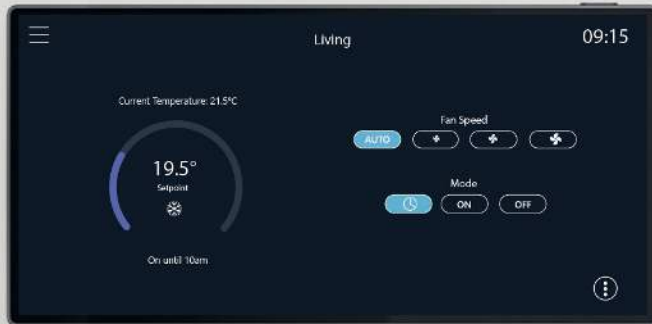 Living
09:15
Current Temperature: 21.5°C
19.5°
Setpoint
On until 10am
Fan Speed
AUTO
Mode
ON
OFF